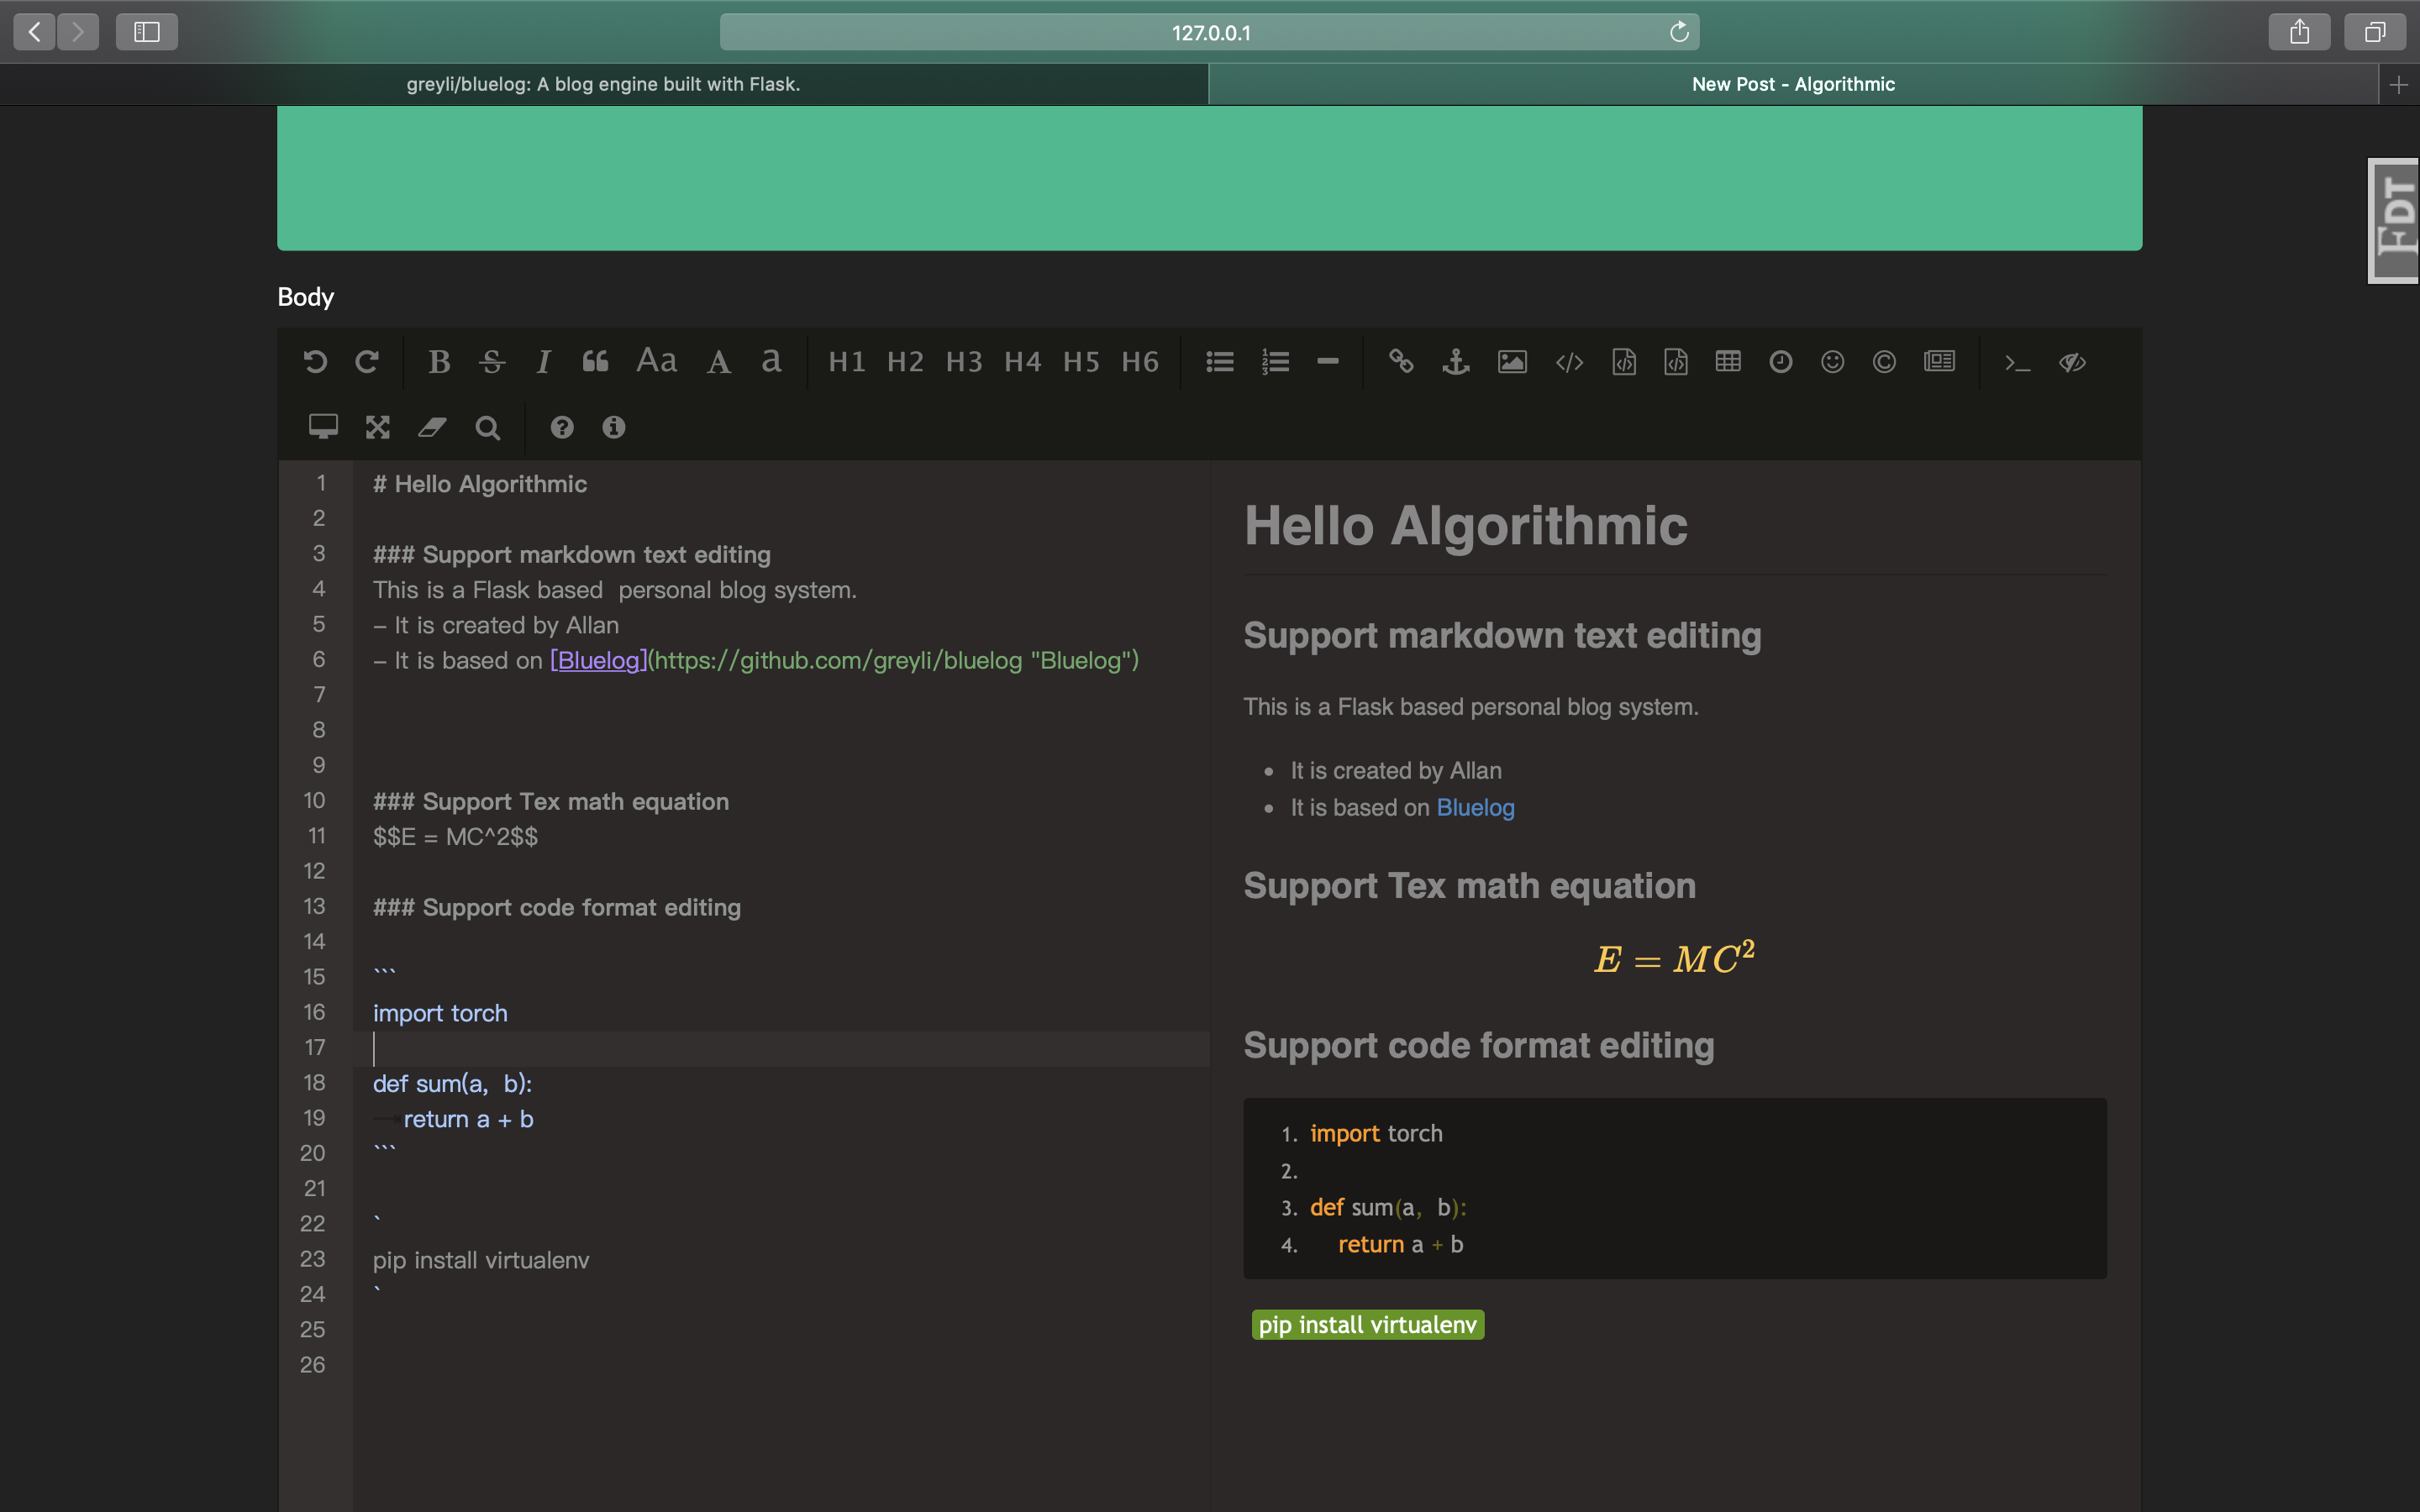 127.0.0.1
greyli/bluelog: A blog engine built with Flask.
New Post - Algorithmic
FDT
Body
B S I Aa A a H1 H2 H3 H4 H5 H6
1 # Hello Algorithmic
2
3 ### Support markdown text editing
4 This is a Flask based  personal blog system.
5 - It is created by Allan
6 - It is based on [Bluelog](https://github.com/greyli/bluelog "Bluelog")
7
8
9
10 ### Support Tex math equation
11 $$E = MC^2$$
12
13 ### Support code format editing
14
15 ```
16 import torch
17
18 def sum(a,  b):
19 return a + b
20 ```
21
22 `
23 pip install virtualenv
24 `
25
26
Hello Algorithmic
Support markdown text editing
This is a Flask based personal blog system.
• It is created by Allan
• It is based on Bluelog
Support Tex math equation
E = MC²
Support code format editing
1. import torch
2.
3. def sum(a,  b):
4. return a + b
pip install virtualenv